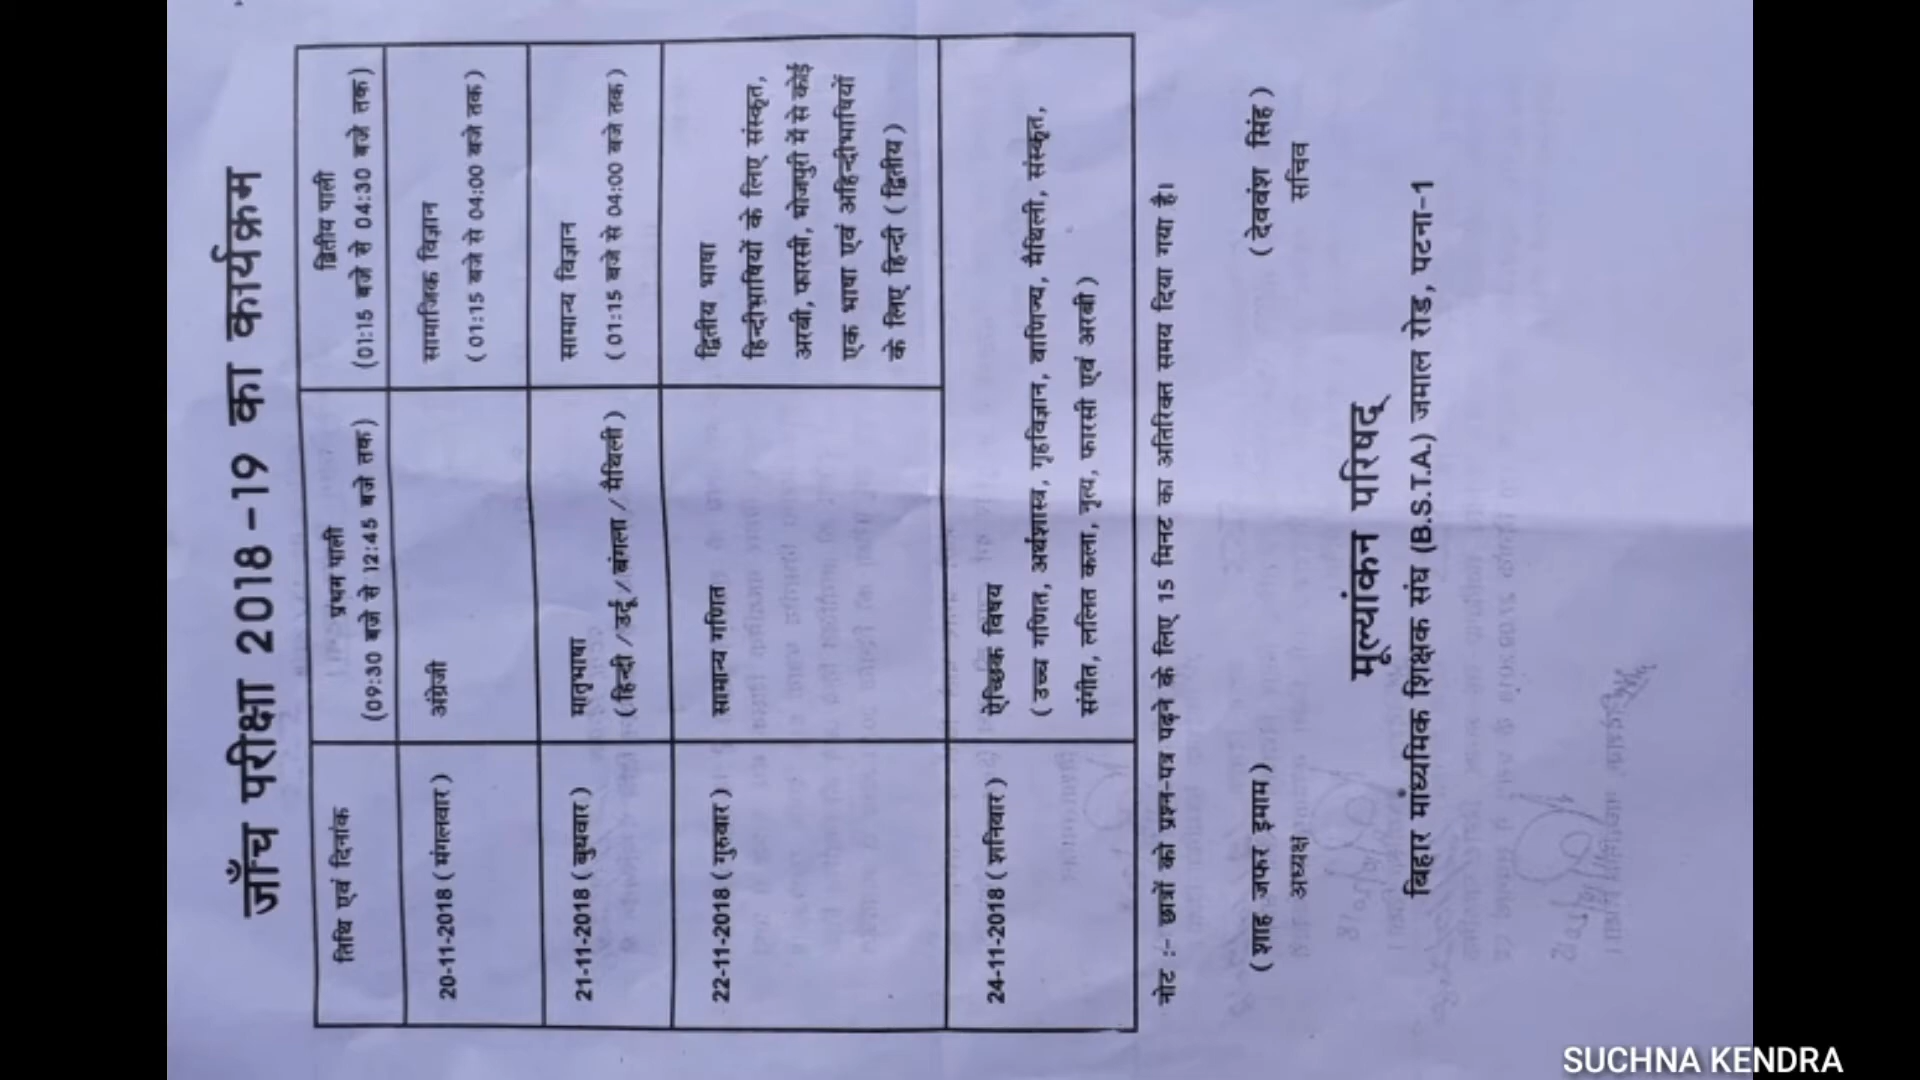 जाँच परीक्षा 2018-19 का कार्यक्रम
तिथि एवं दिनांक
प्रथम पाली
(09:30 बजे से 12:45 बजे तक)
द्वितीय पाली
(01:15 बजे से 04:30 बजे तक)
20-11-2018 (मंगलवार)
अंग्रेजी
सामाजिक विज्ञान
(01:15 बजे से 04:00 बजे तक)
21-11-2018 (बुधवार)
मातृभाषा
(हिन्दी/उर्दू/बंगला/मैथिली)
सामान्य विज्ञान
(01:15 बजे से 04:00 बजे तक)
22-11-2018 (गुरुवार)
सामान्य गणित
द्वितीय भाषा
हिन्दीभाषियों के लिए संस्कृत,
अरबी, फारसी, भोजपुरी में से कोई
एक भाषा एवं अहिन्दीभाषियों
के लिए हिन्दी (द्वितीय)
24-11-2018 (शनिवार)
ऐच्छिक विषय
(उच्च गणित, अर्थशास्त्र, गृहविज्ञान, वाणिज्य, मैथिली, संस्कृत,
संगीत, ललित कला, नृत्य, फारसी एवं अरबी)
नोट :- छात्रों को प्रश्न-पत्र पढ़ने के लिए 15 मिनट का अतिरिक्त समय दिया गया है।
(शाह जफर इमाम)
अध्यक्ष
(देववंश सिंह)
सचिव
मूल्यांकन परिषद्
बिहार माध्यमिक शिक्षक संघ (B.S.T.A.) जमाल रोड, पटना-1
SUCHNA KENDRA